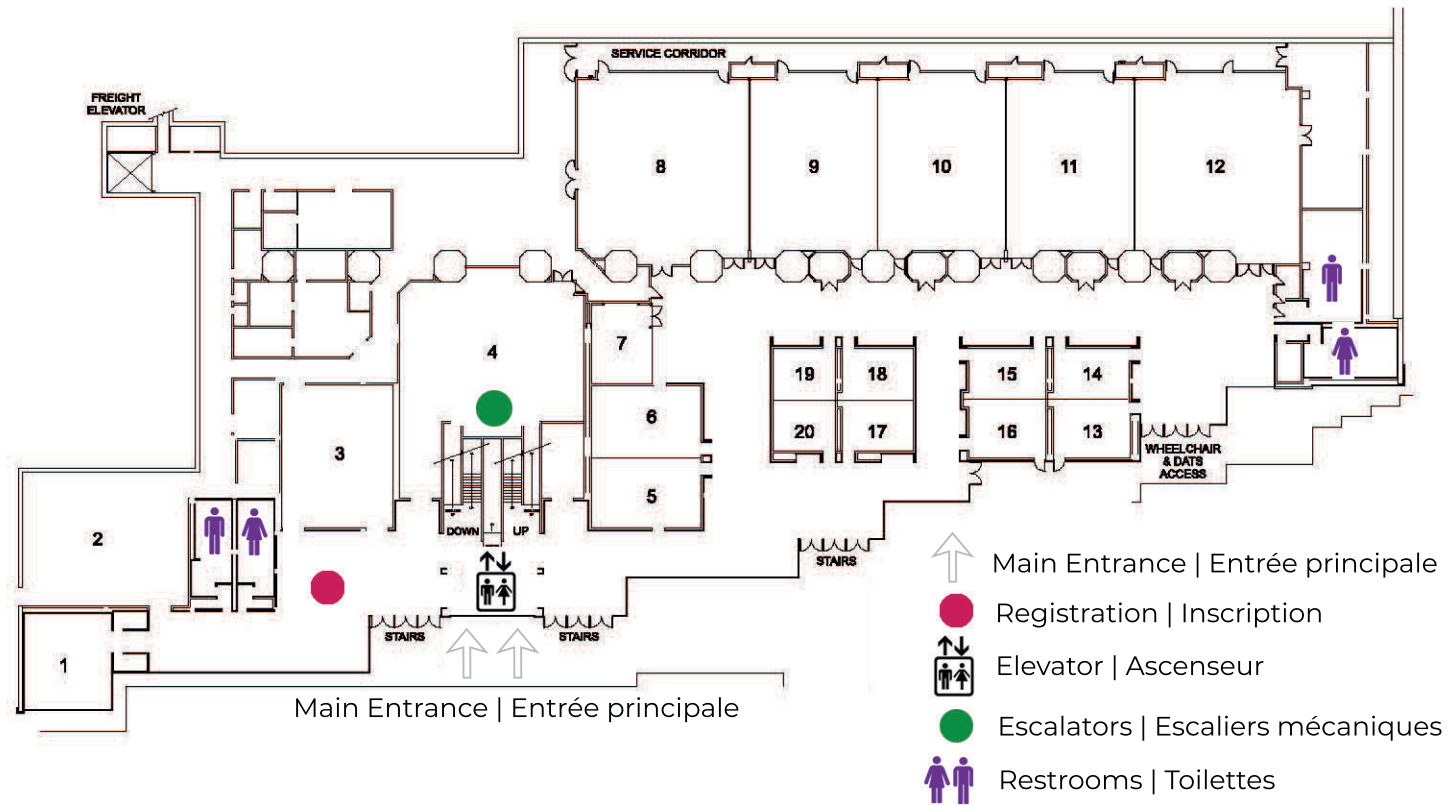 SERVICE CORRIDOR
FREIGHT
ELEVATOR
8
9
10
11
12
4
7
19
18
15
14
6
20
17
16
13
3
WHEELCHAIR
& DATS
ACCESS
5
DOWN
UP
2
STAIRS
STAIRS
STAIRS
1
Main Entrance | Entrée principale
Main Entrance | Entrée principale
Registration | Inscription
Elevator | Ascenseur
Escalators | Escaliers mécaniques
Restrooms | Toilettes